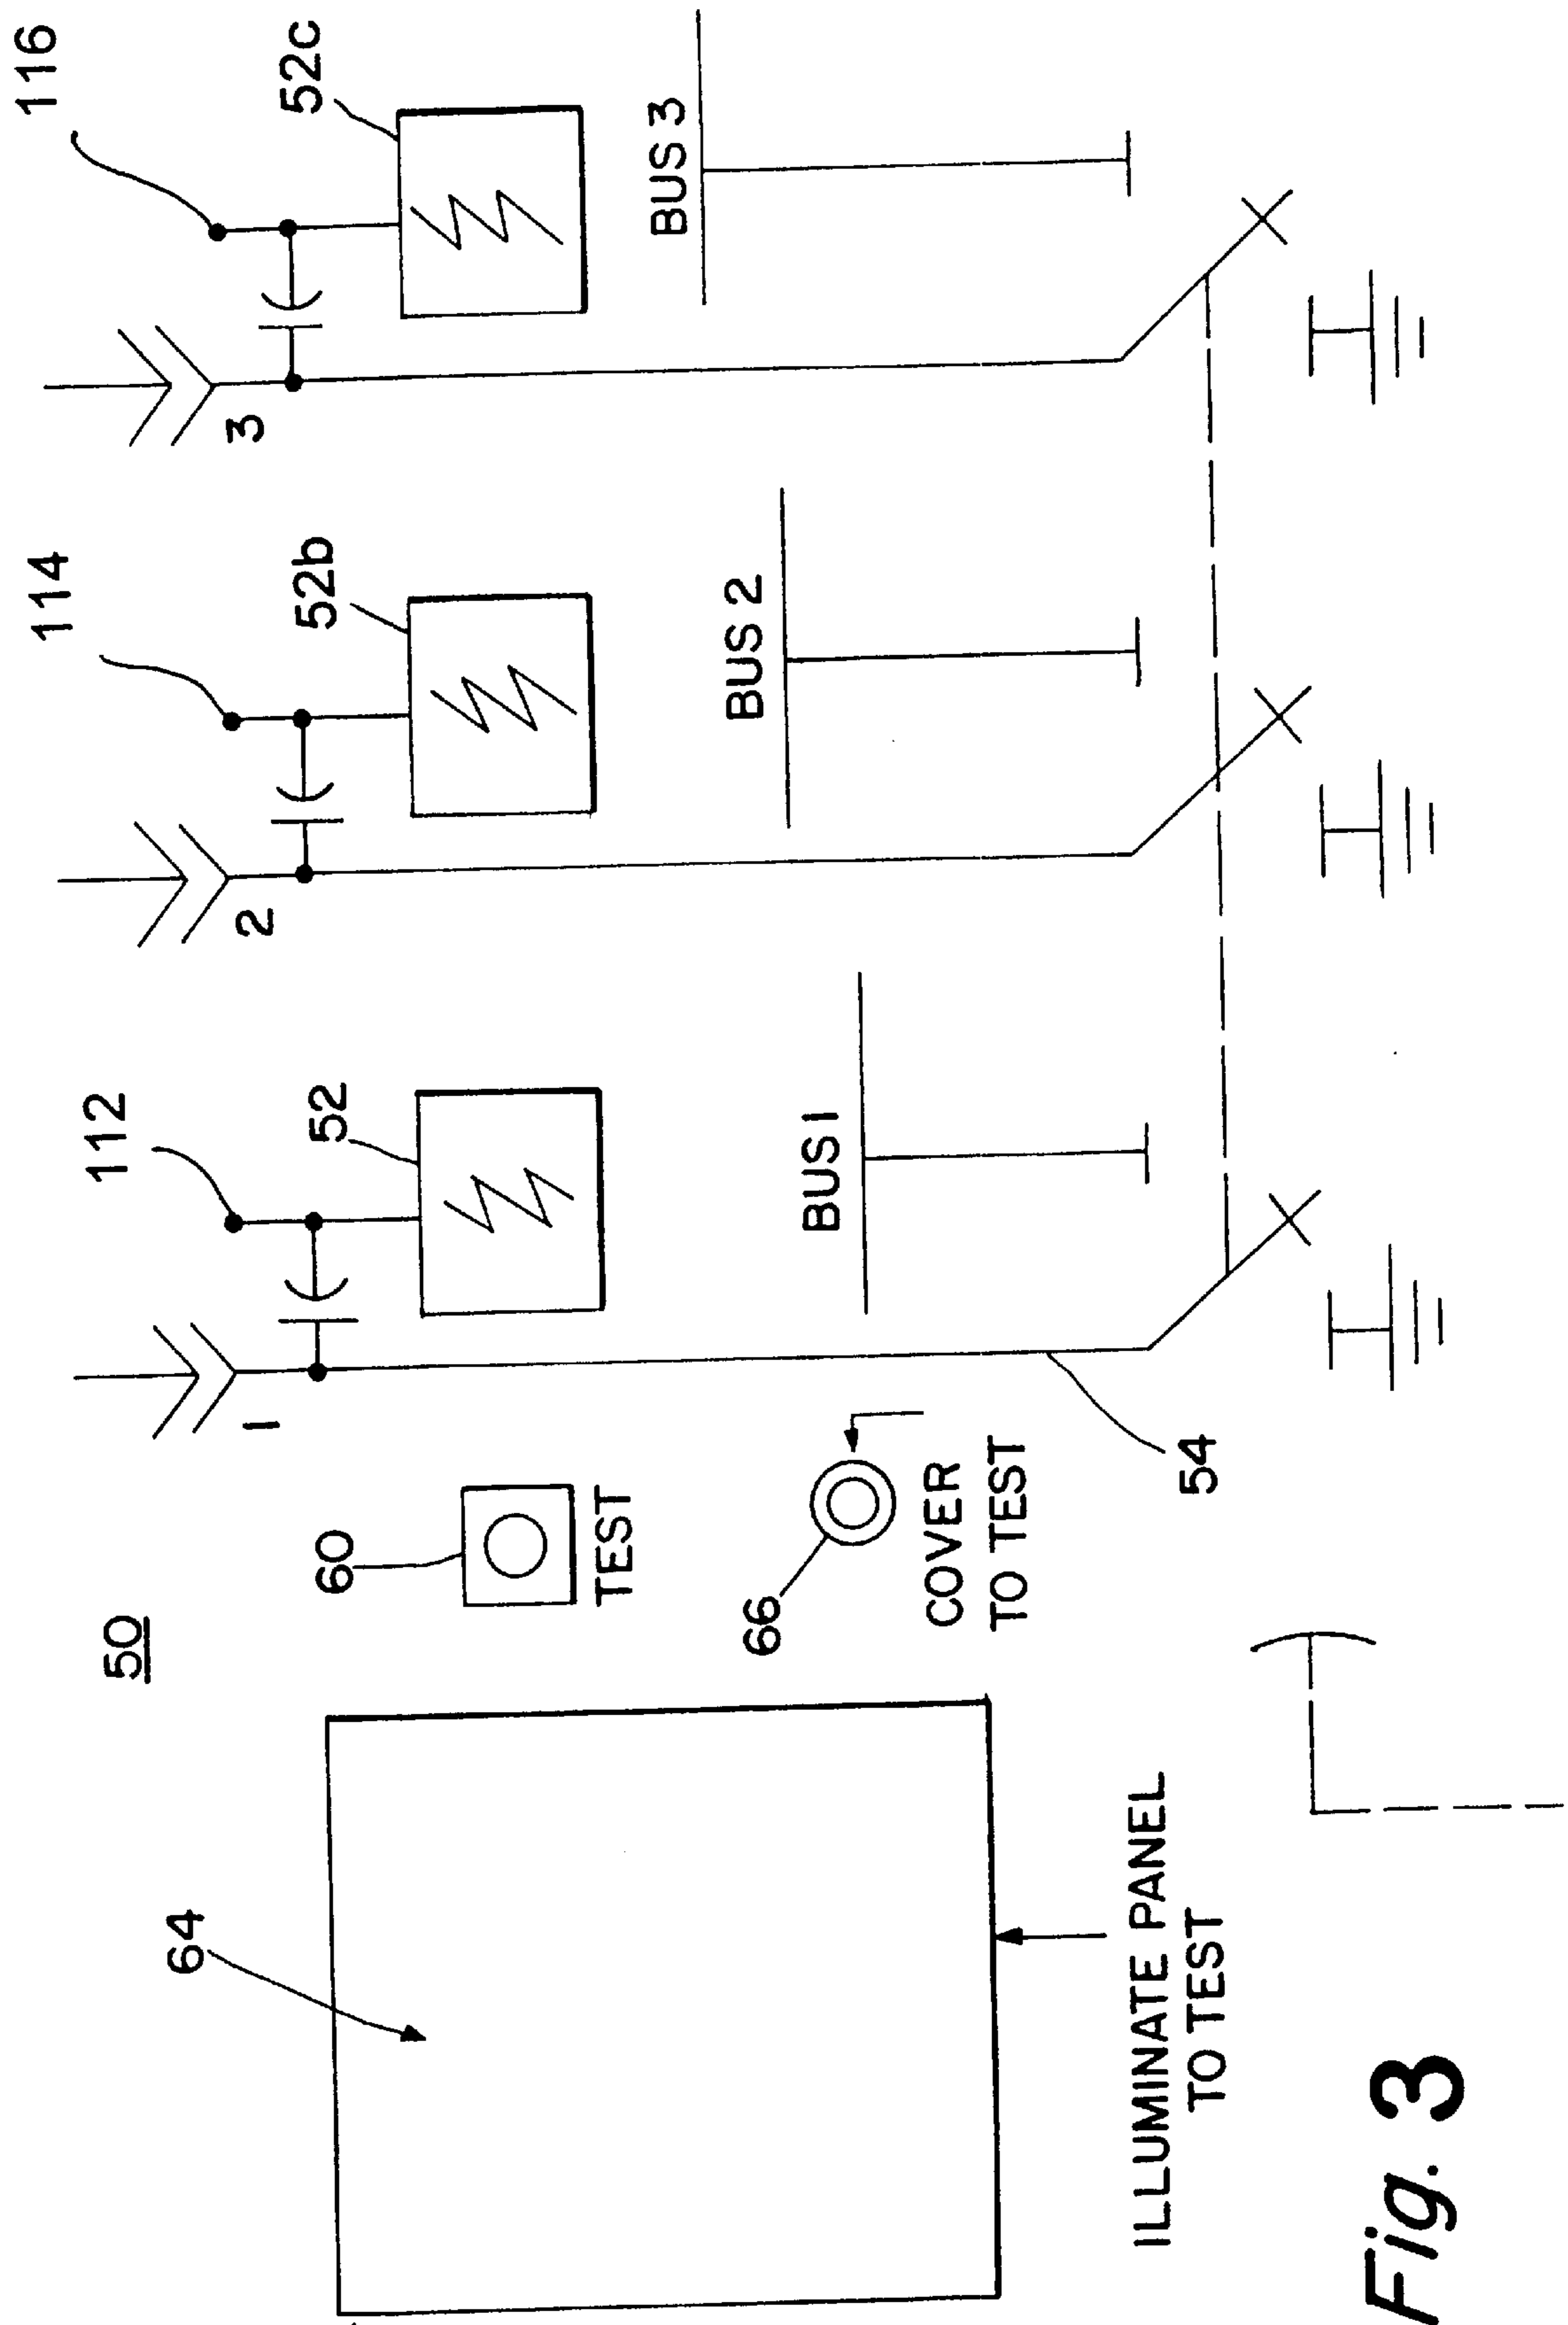 50
64
60
66
112
114
116
52
52b
52c
1
2
3
TEST
COVER
TO TEST
BUS 1
BUS 2
BUS 3
54
ILLUMINATE PANEL
TO TEST
Fig. 3